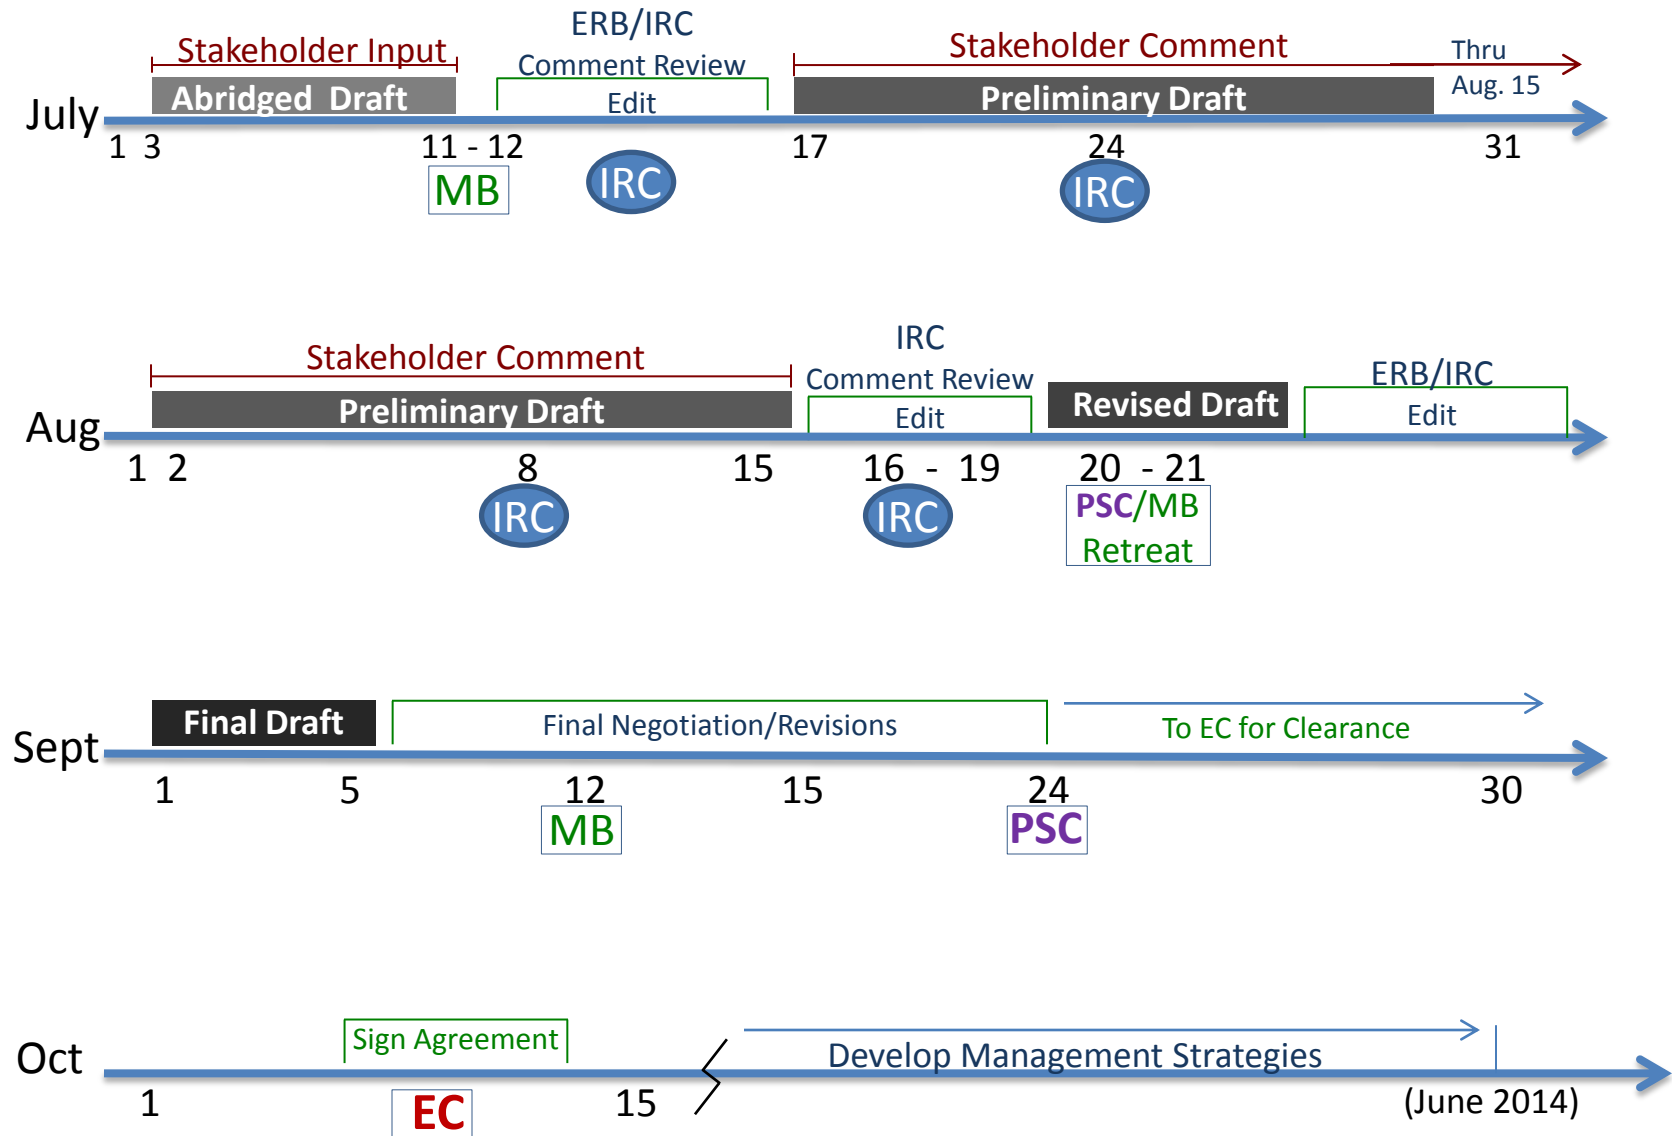 ERB/IRC
Stakeholder Input
Comment Review
Stakeholder Comment
Thru
Aug. 15
Abridged Draft
Edit
Preliminary Draft
July
1 3
11 - 12
17
24
31
MB
IRC
IRC
IRC
Stakeholder Comment
Comment Review
ERB/IRC
Preliminary Draft
Edit
Revised Draft
Edit
Aug
1 2
8
15
16 - 19
20 - 21
IRC
IRC
PSC/MB
Retreat
Final Draft
Final Negotiation/Revisions
To EC for Clearance
Sept
1
5
12
15
24
30
MB
PSC
Sign Agreement
Develop Management Strategies
Oct
1
15
(June 2014)
EC